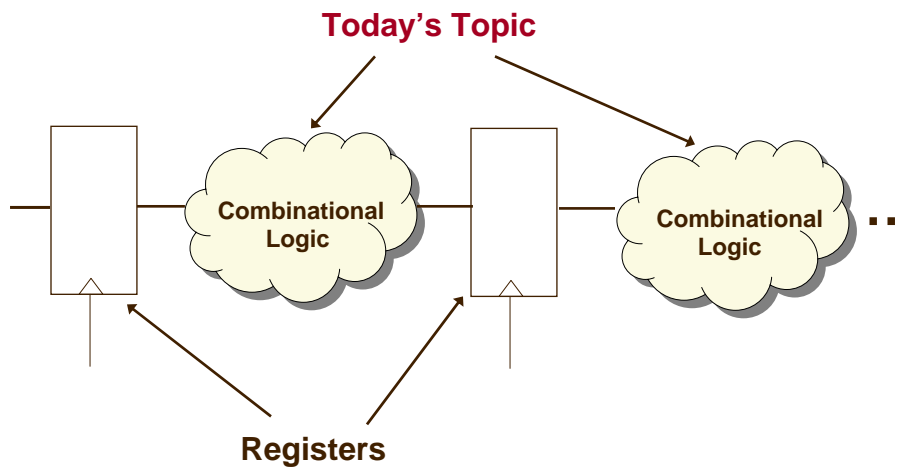 Today's Topic
Combinational
Logic
Combinational
Logic
..
Registers